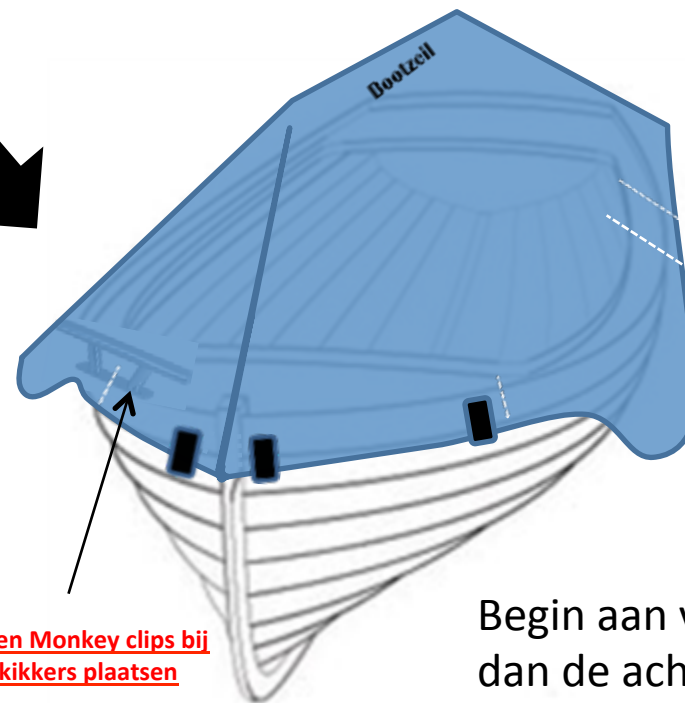 Bootzeil
en Monkey clips bij
kikkers plaatsen
Begin aan v
dan de ach